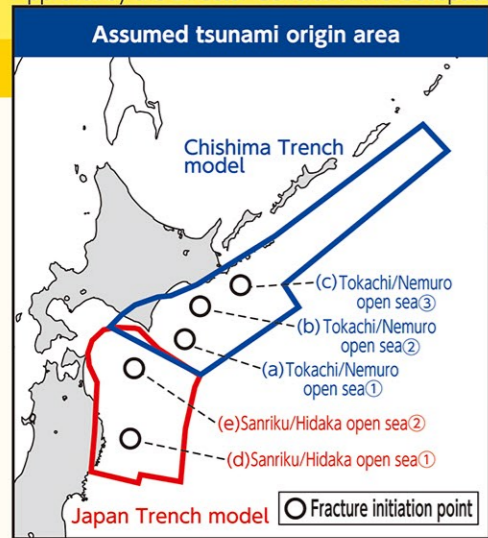 Assumed tsunami origin area
Chishima Trench
model
(c)Tokachi/Nemuro
open sea③
(b)Tokachi/Nemuro
open sea②
(a)Tokachi/Nemuro
open sea①
(e)Sanriku/Hidaka open sea②
(d)Sanriku/Hidaka open sea①
Japan Trench model
Fracture initiation point